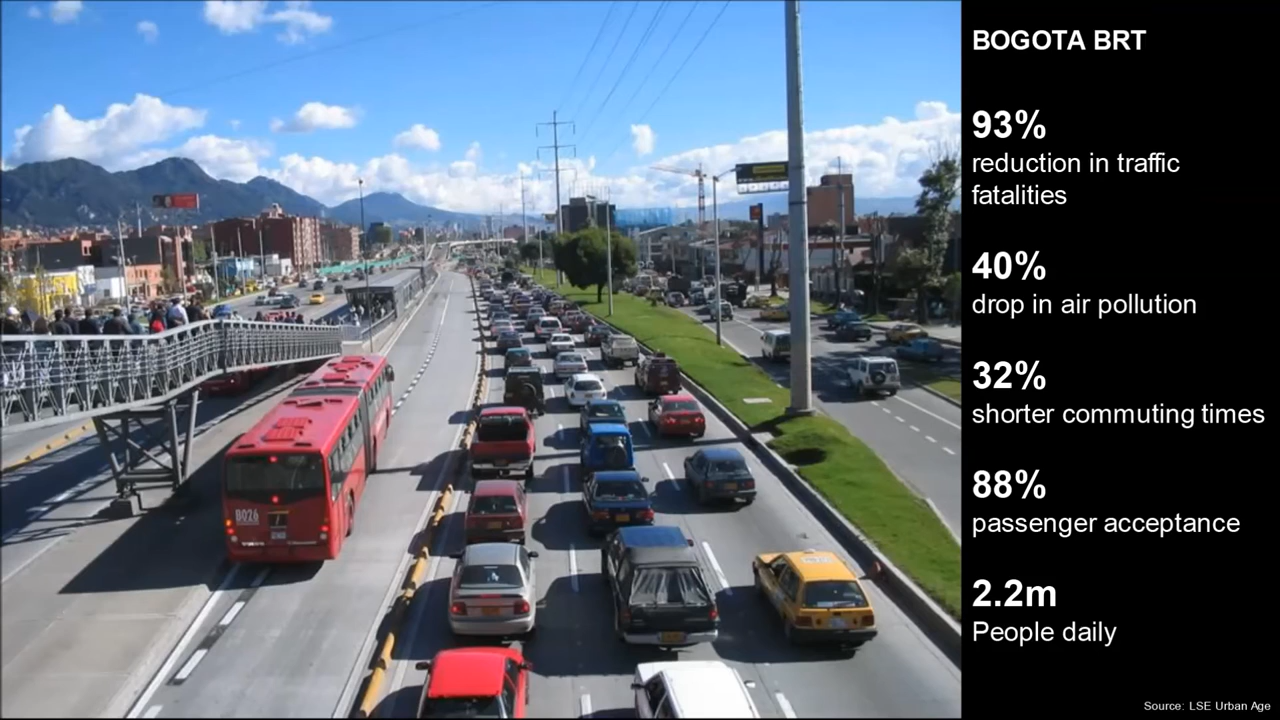 BOGOTA BRT
93%
reduction in traffic
fatalities
40%
drop in air pollution
32%
shorter commuting times
88%
passenger acceptance
2.2m
People daily
Source: LSE Urban Age
B026